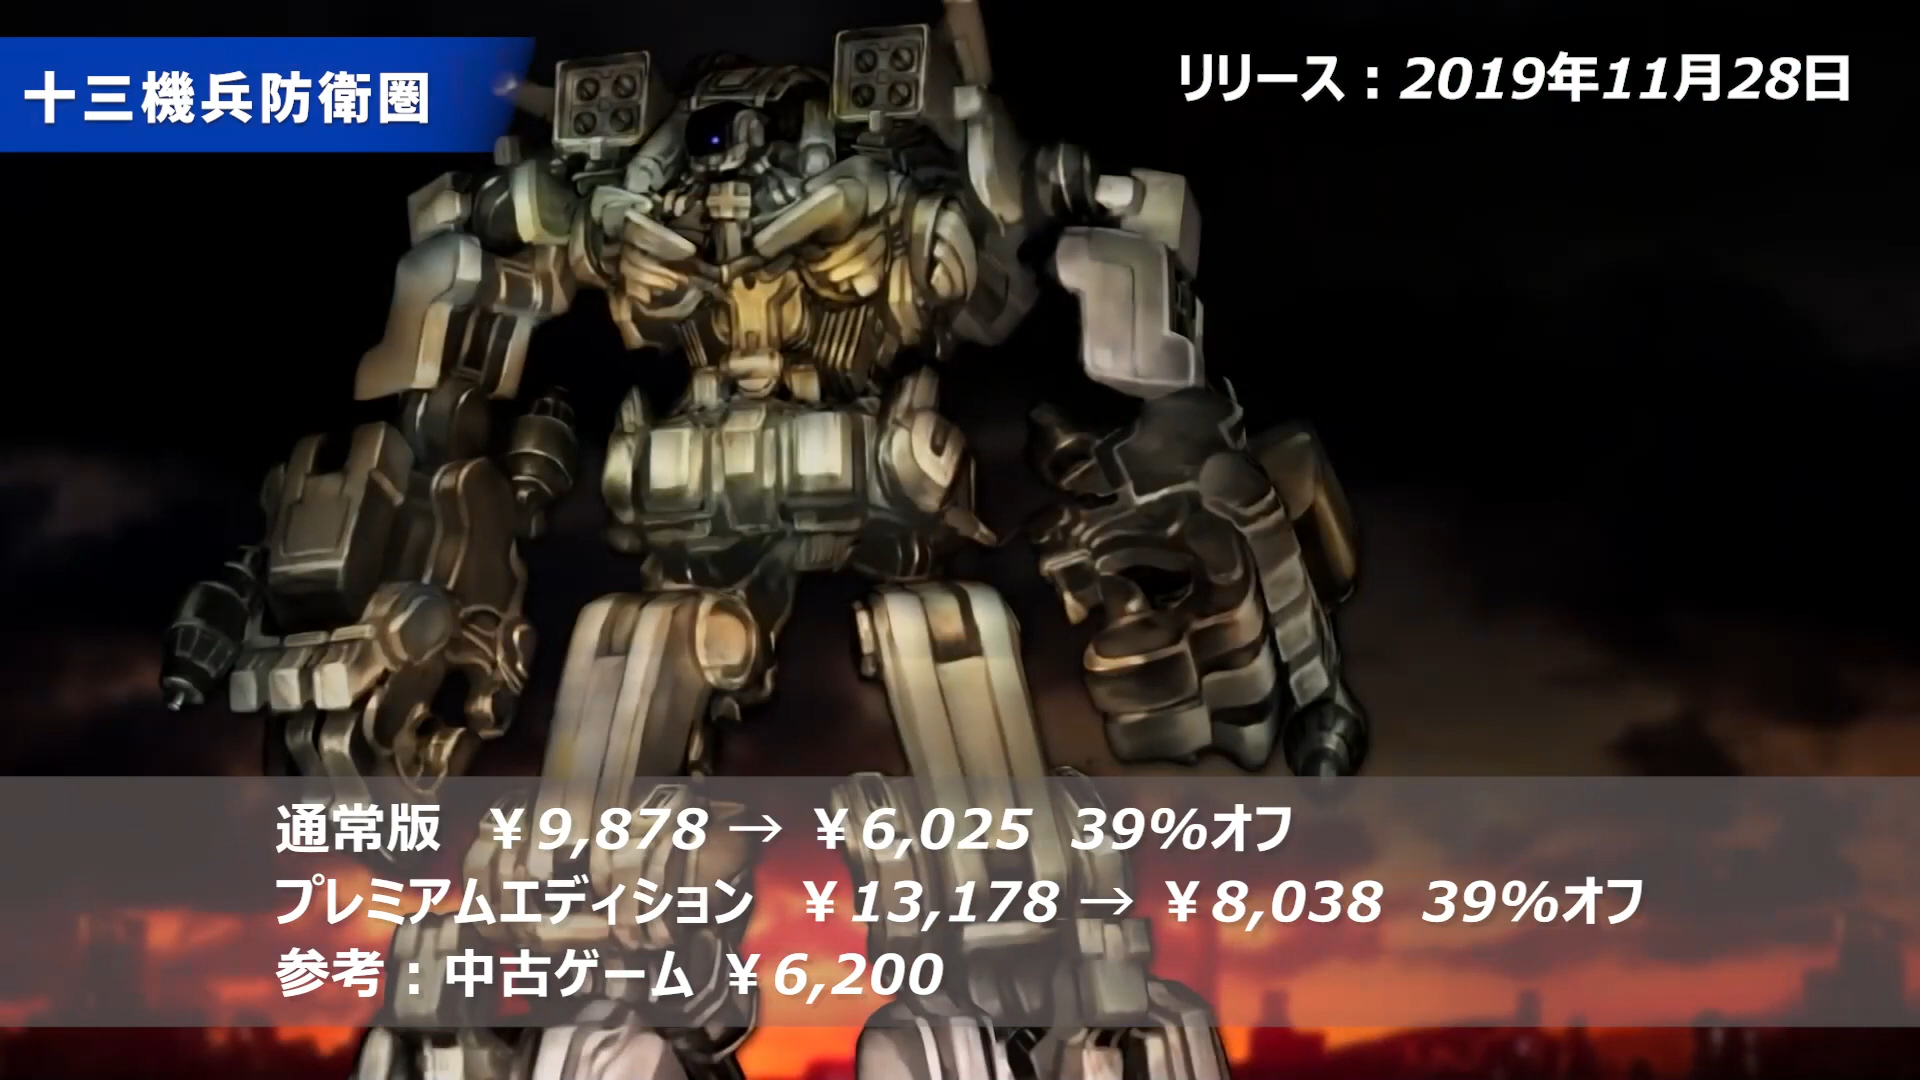 十三機兵防衛圏
リリース：2019年11月28日
通常版 ￥9,878 → ￥6,025 39%オフ
プレミアムエディション ￥13,178 → ￥8,038 39%オフ
参考：中古ゲーム ￥6,200